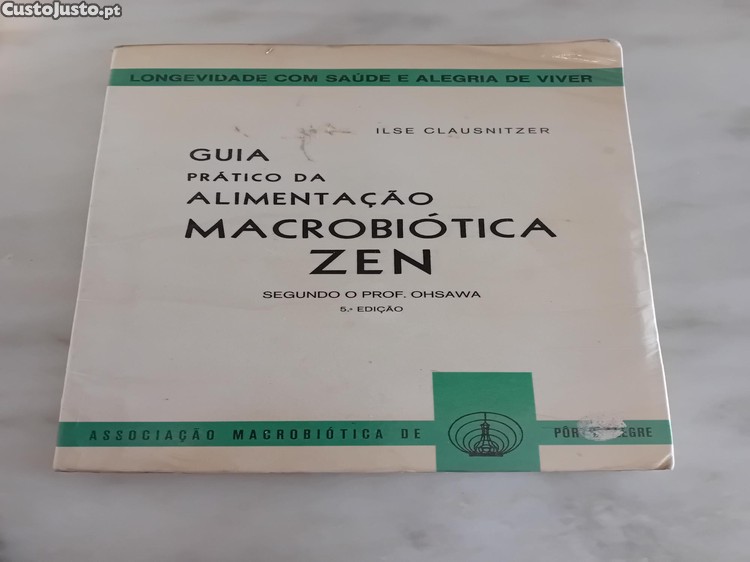 CustoJusto.pt
LONGEVIDADE COM SAÚDE E ALEGRIA DE VIVER
ILSE CLAUSNITZER
GUIA
PRÁTICO DA
ALIMENTAÇÃO
MACROBIÓTICA
ZEN
SEGUNDO O PROF. OHSAWA
5.ª EDIÇÃO
ASSOCIAÇÃO MACROBIÓTICA DE